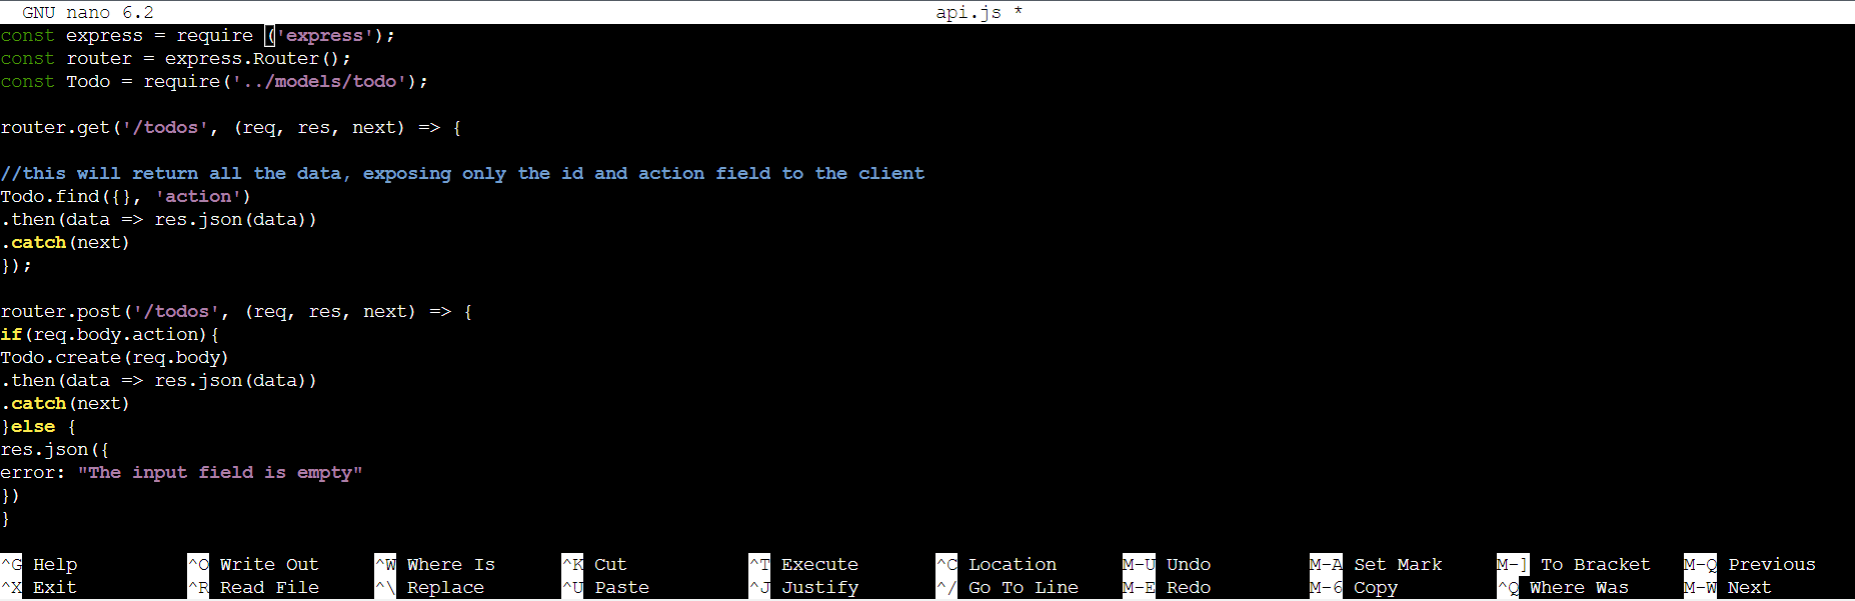 GNU nano 6.2 api.js *
const express = require ('express');
const router = express.Router();
const Todo = require('../models/todo');
router.get('/todos', (req, res, next) => {
//this will return all the data, exposing only the id and action field to the client
Todo.find({}, 'action')
.then(data => res.json(data))
.catch(next)
});
router.post('/todos', (req, res, next) => {
if(req.body.action){
Todo.create(req.body)
.then(data => res.json(data))
.catch(next)
}else {
res.json({
error: "The input field is empty"
})
}
^G Help ^O Write Out ^W Where Is ^K Cut ^T Execute ^C Location M-U Undo M-A Set Mark M-] To Bracket M-Q Previous
^X Exit ^R Read File ^\ Replace ^U Paste ^J Justify ^/ Go To Line M-E Redo M-6 Copy ^Q Where Was M-W Next